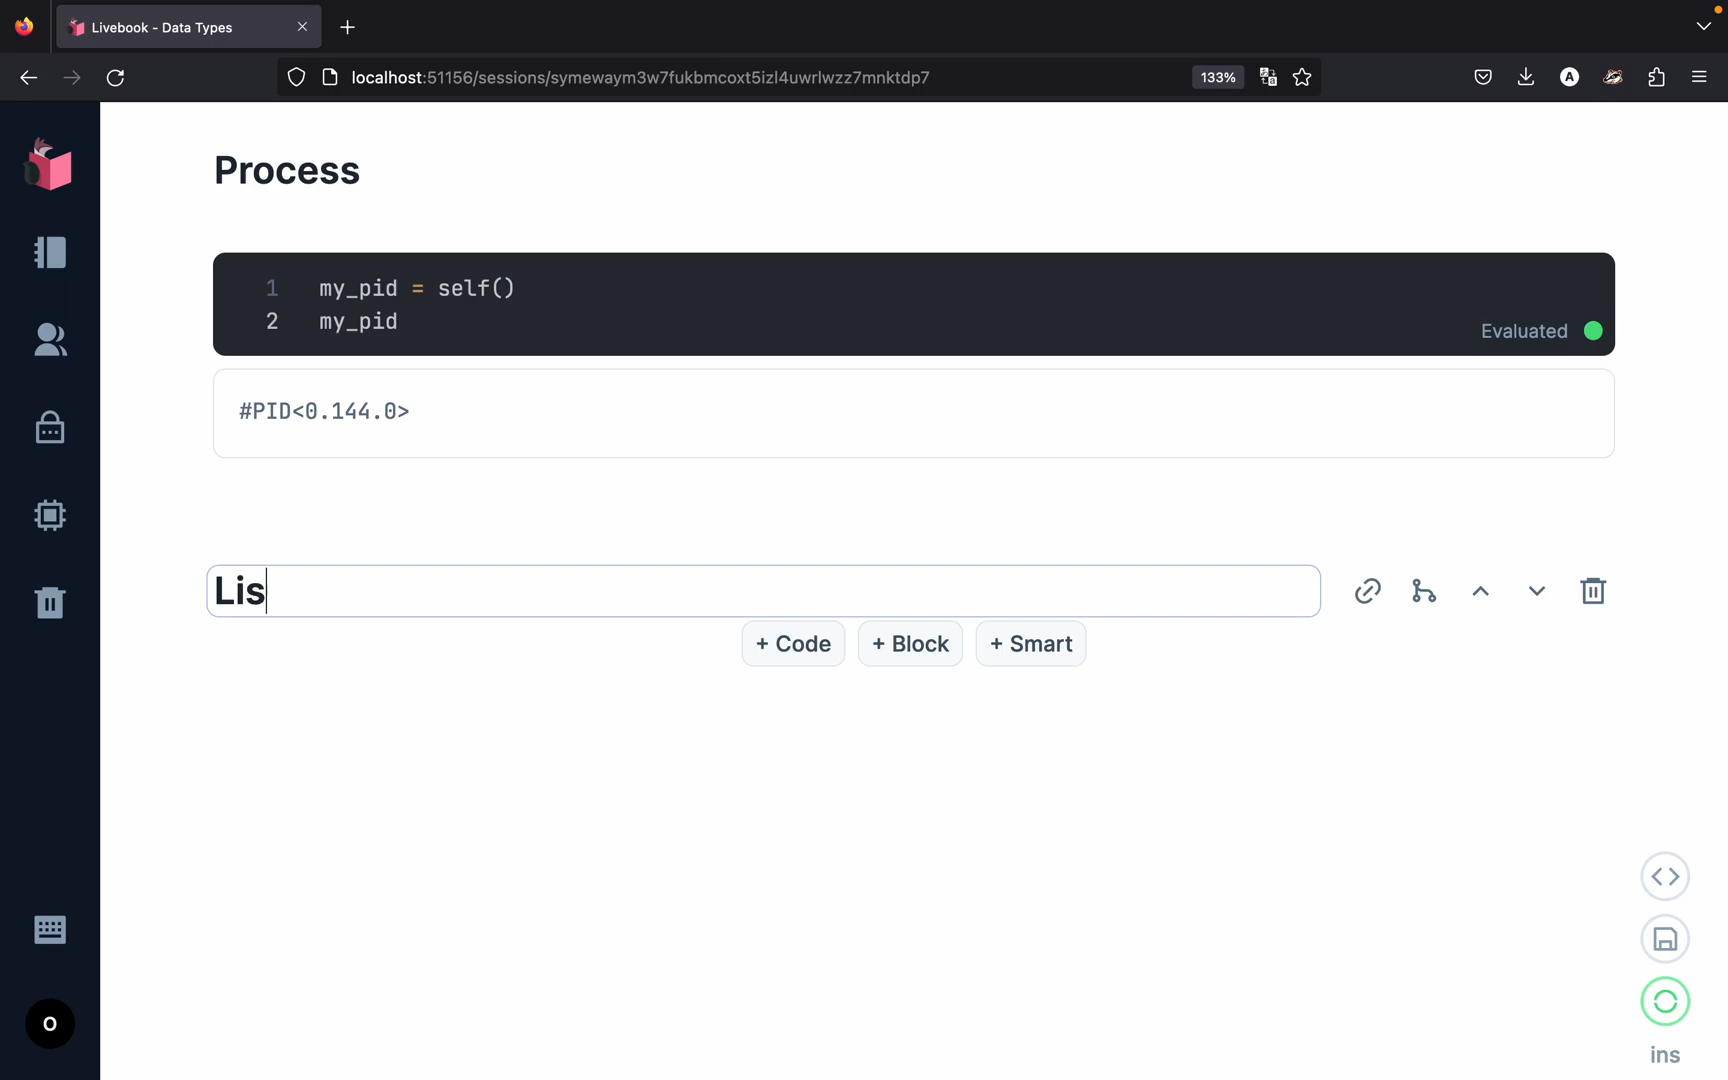 Livebook - Data Types
localhost:51156/sessions/symewaym3w7fukbmcoxt5izl4uwrlwzz7mnktdp7
133%
A
Process
1 my_pid = self()
2 my_pid
Evaluated
#PID<0.144.0>
Lis
+ Code + Block + Smart
O
ins